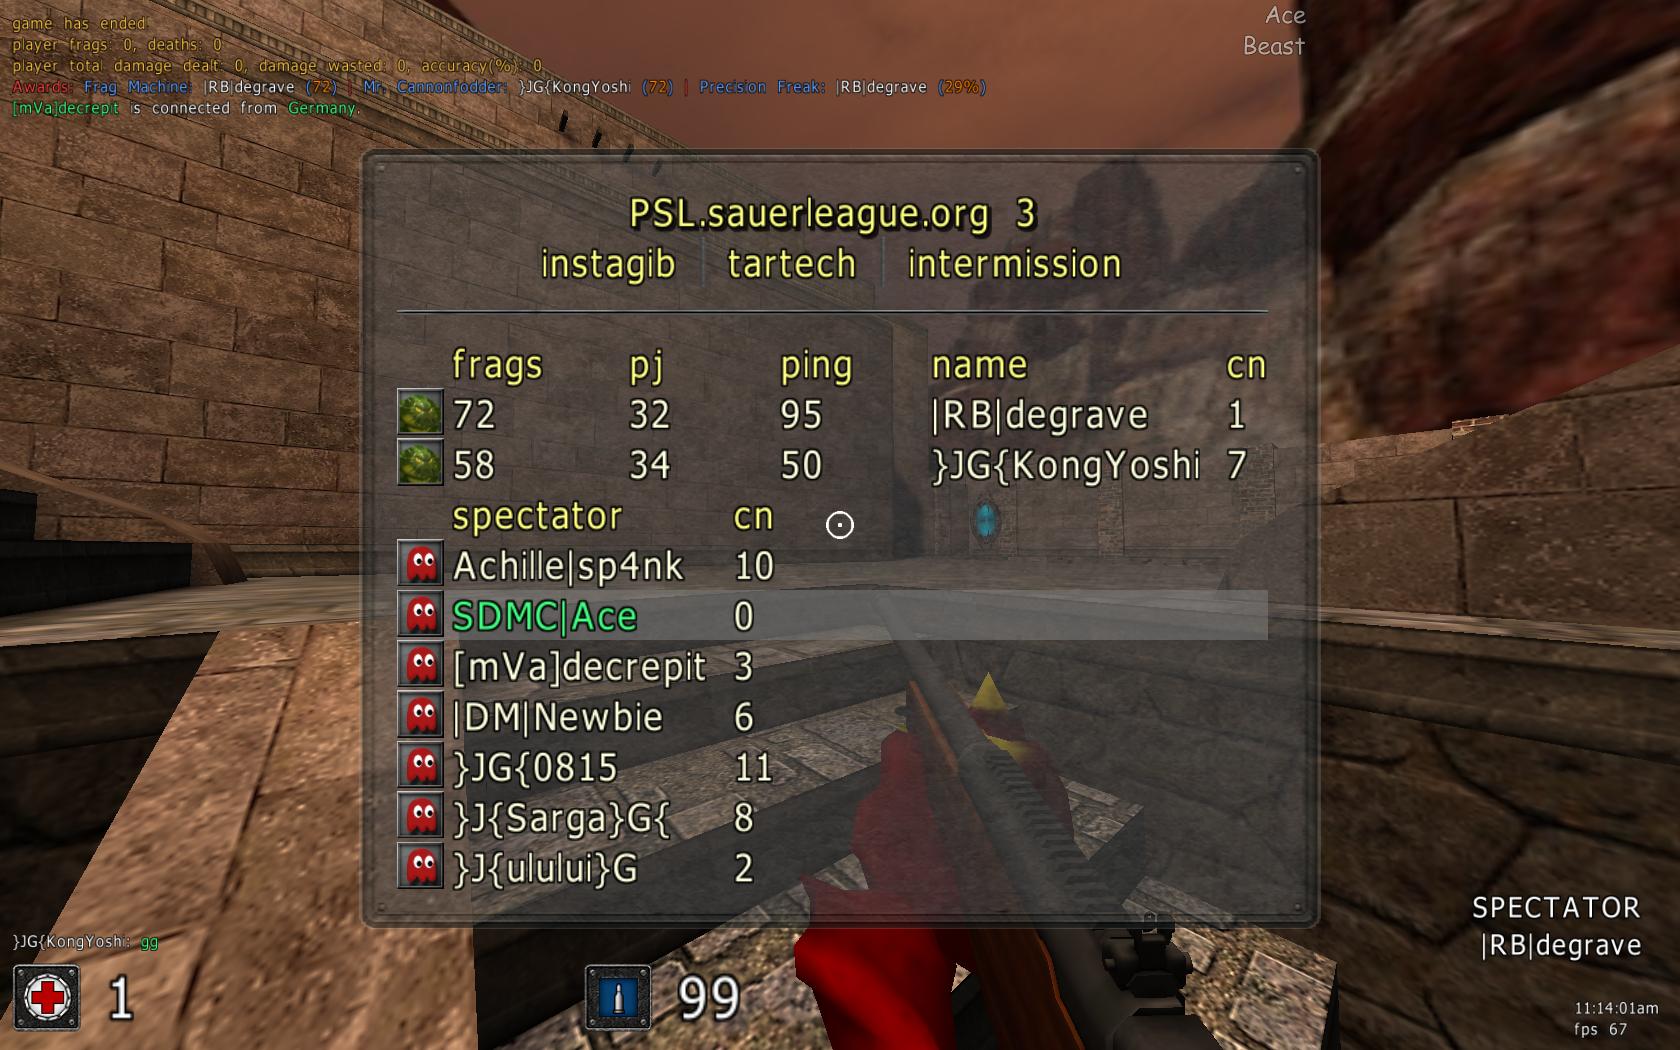 game has ended
player frags: 0, deaths: 0
player total damage dealt: 0, damage wasted: 0, accuracy(%): 0
Awards: Frag Machine: |RB|degrave (72) | Mr. Cannonfodder: }JG{KongYoshi (72) | Precision Freak: |RB|degrave (29%)
[mVa]decrepit is connected from Germany.
Ace
Beast
PSL.sauerleague.org 3
instagib tartech intermission
frags pj ping name cn
72 32 95 |RB|degrave 1
58 34 50 }JG{KongYoshi 7
spectator cn
Achille|sp4nk 10
SDMC|Ace 0
[mVa]decrepit 3
|DM|Newbie 6
}JG{0815 11
}J{Sarga}G{ 8
}J{ululul}G 2
SPECTATOR
|RB|degrave
}JG{KongYoshi: gg
1 99
11:14:01am
fps 67